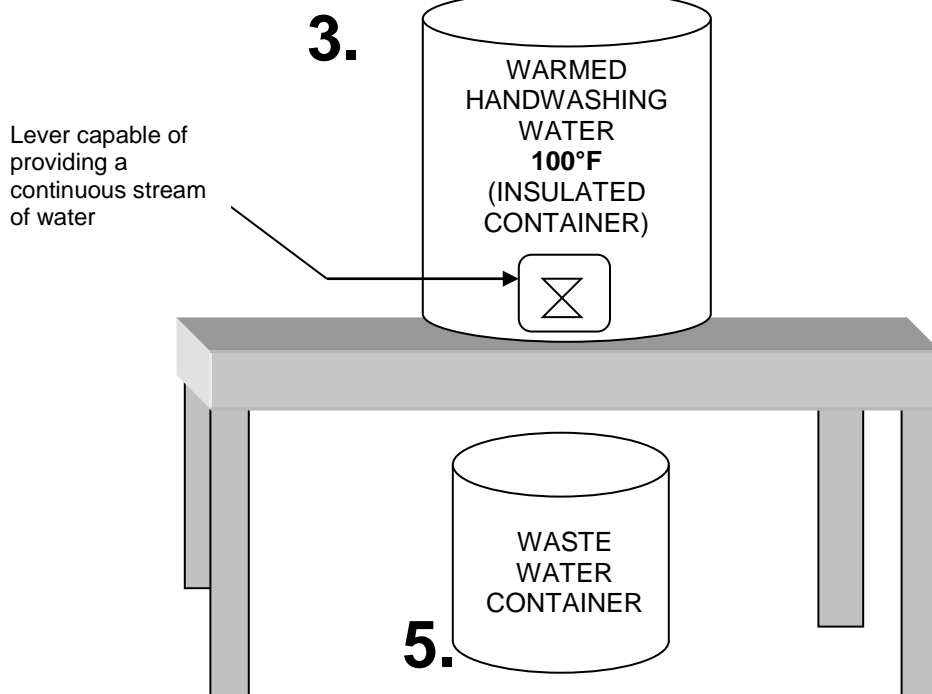 3.
WARMED
HANDWASHING
WATER
100°F
(INSULATED
CONTAINER)
Lever capable of
providing a
continuous stream
of water
WASTE
WATER
CONTAINER
5.